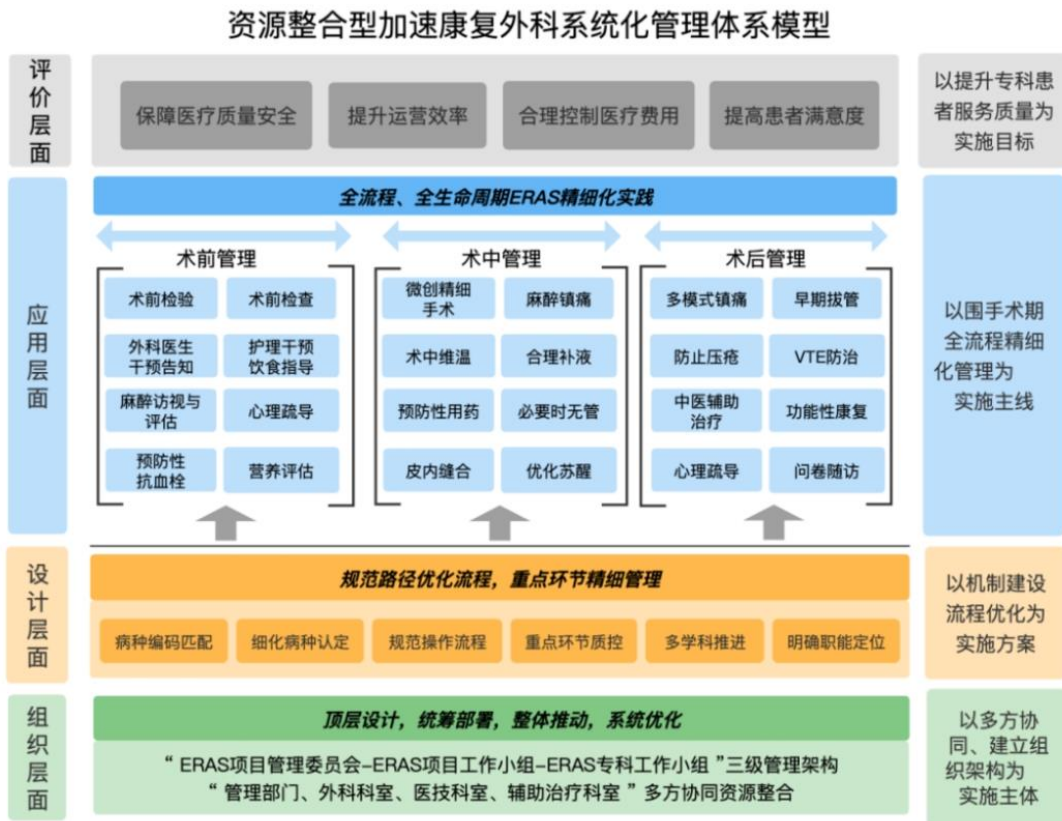 资源整合型加速康复外科系统化管理体系模型
评
价
层
面
保障医疗质量安全
提升运营效率
合理控制医疗费用
提高患者满意度
以提升专科患
者服务质量为
实施目标
应
用
层
面
全流程、全生命周期ERAS精细化实践
术前管理
术前检验
术前检查
外科医生
干预告知
护理干预
饮食指导
麻醉访视与
评估
心理疏导
预防性
抗血栓
营养评估
术中管理
微创精细
手术
麻醉镇痛
术中维温
合理补液
预防性用药
必要时无管
皮内缝合
优化苏醒
术后管理
多模式镇痛
早期拔管
防止压疮
VTE防治
中医辅助
治疗
功能性康复
心理疏导
问卷随访
以围手术期
全流程精细
化管理为
实施主线
设
计
层
面
规范路径优化流程，重点环节精细管理
病种编码匹配
细化病种认定
规范操作流程
重点环节质控
多学科推进
明确职能定位
以机制建设
流程优化为
实施方案
组
织
层
面
顶层设计，统筹部署，整体推动，系统优化
“ ERAS项目管理委员会-ERAS项目工作小组-ERAS专科工作小组 ”三级管理架构
“ 管理部门、外科科室、医技科室、辅助治疗科室 ” 多方协同资源整合
以多方协
同、建立组
织架构为
实施主体